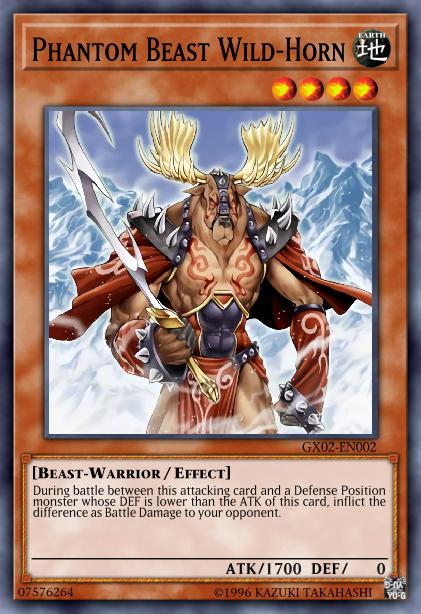 PHANTOM BEAST WILD-HORN
EARTH
地
GX02-EN002
[BEAST-WARRIOR / EFFECT]
During battle between this attacking card and a Defense Position
monster whose DEF is lower than the ATK of this card, inflict the
difference as Battle Damage to your opponent.
ATK/1700 DEF/ 0
07576264
©1996 KAZUKI TAKAHASHI